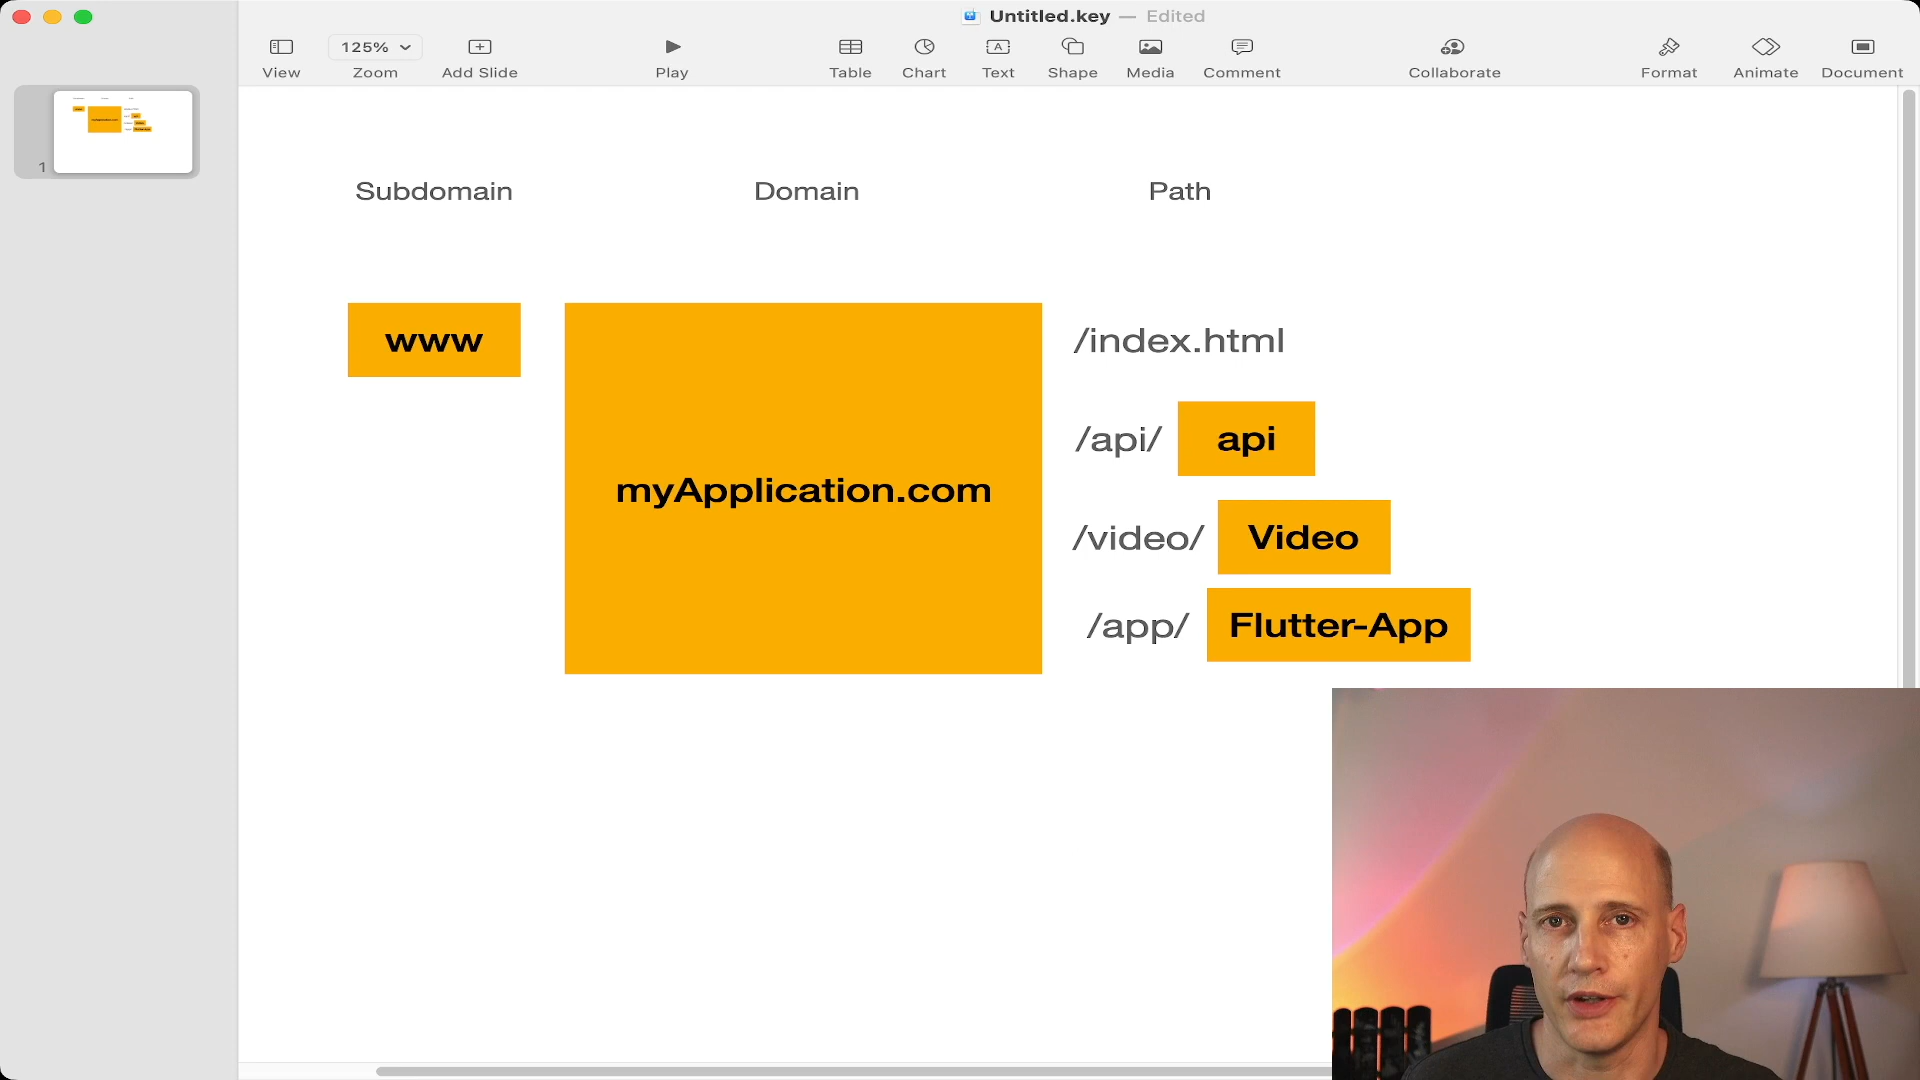 Untitled.key — Edited
125%
View Zoom Add Slide Play Table Chart Text Shape Media Comment Collaborate Format Animate Document
1
Subdomain Domain Path
www
myApplication.com
/index.html
/api/ api
/video/ Video
/app/ Flutter-App